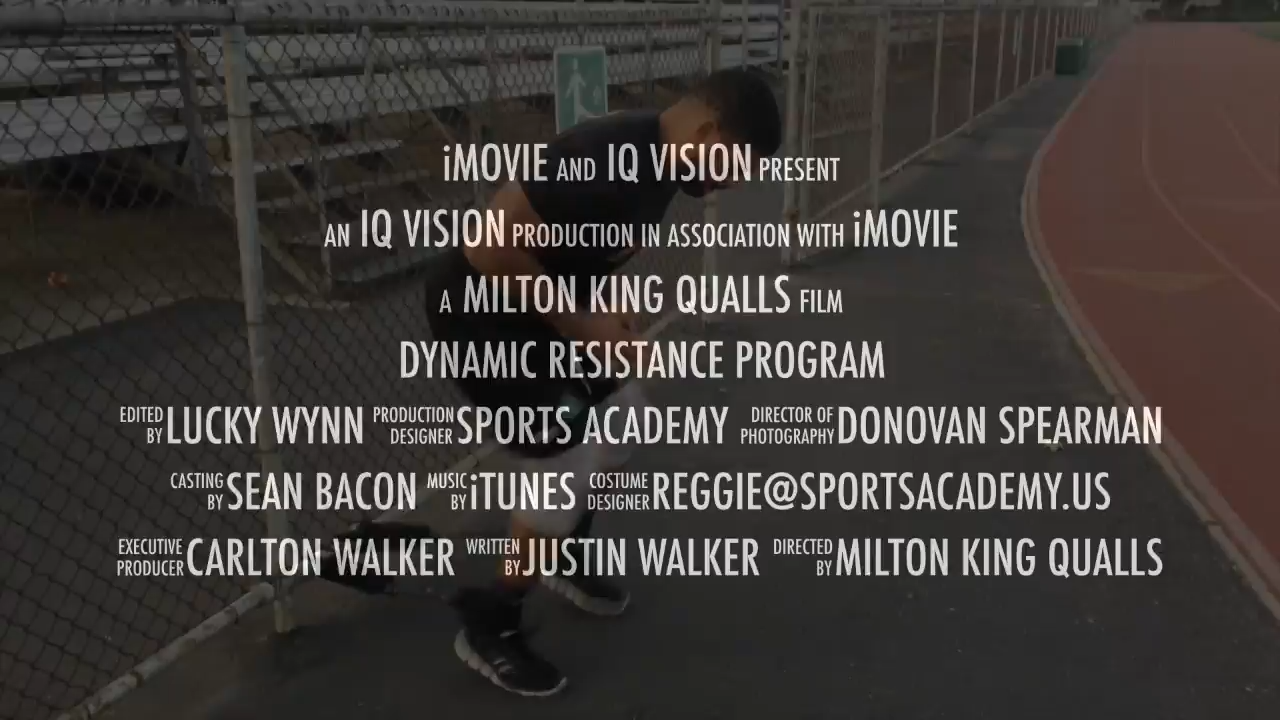 iMOVIE AND IQ VISION PRESENT
AN IQ VISION PRODUCTION IN ASSOCIATION WITH iMOVIE
A MILTON KING QUALLS FILM
DYNAMIC RESISTANCE PROGRAM
EDITED BY LUCKY WYNN PRODUCTION DESIGNER SPORTS ACADEMY DIRECTOR OF PHOTOGRAPHY DONOVAN SPEARMAN
CASTING BY SEAN BACON MUSIC BY iTUNES COSTUME DESIGNER REGGIE@SPORTSACADEMY.US
EXECUTIVE PRODUCER CARLTON WALKER WRITTEN BY JUSTIN WALKER DIRECTED BY MILTON KING QUALLS